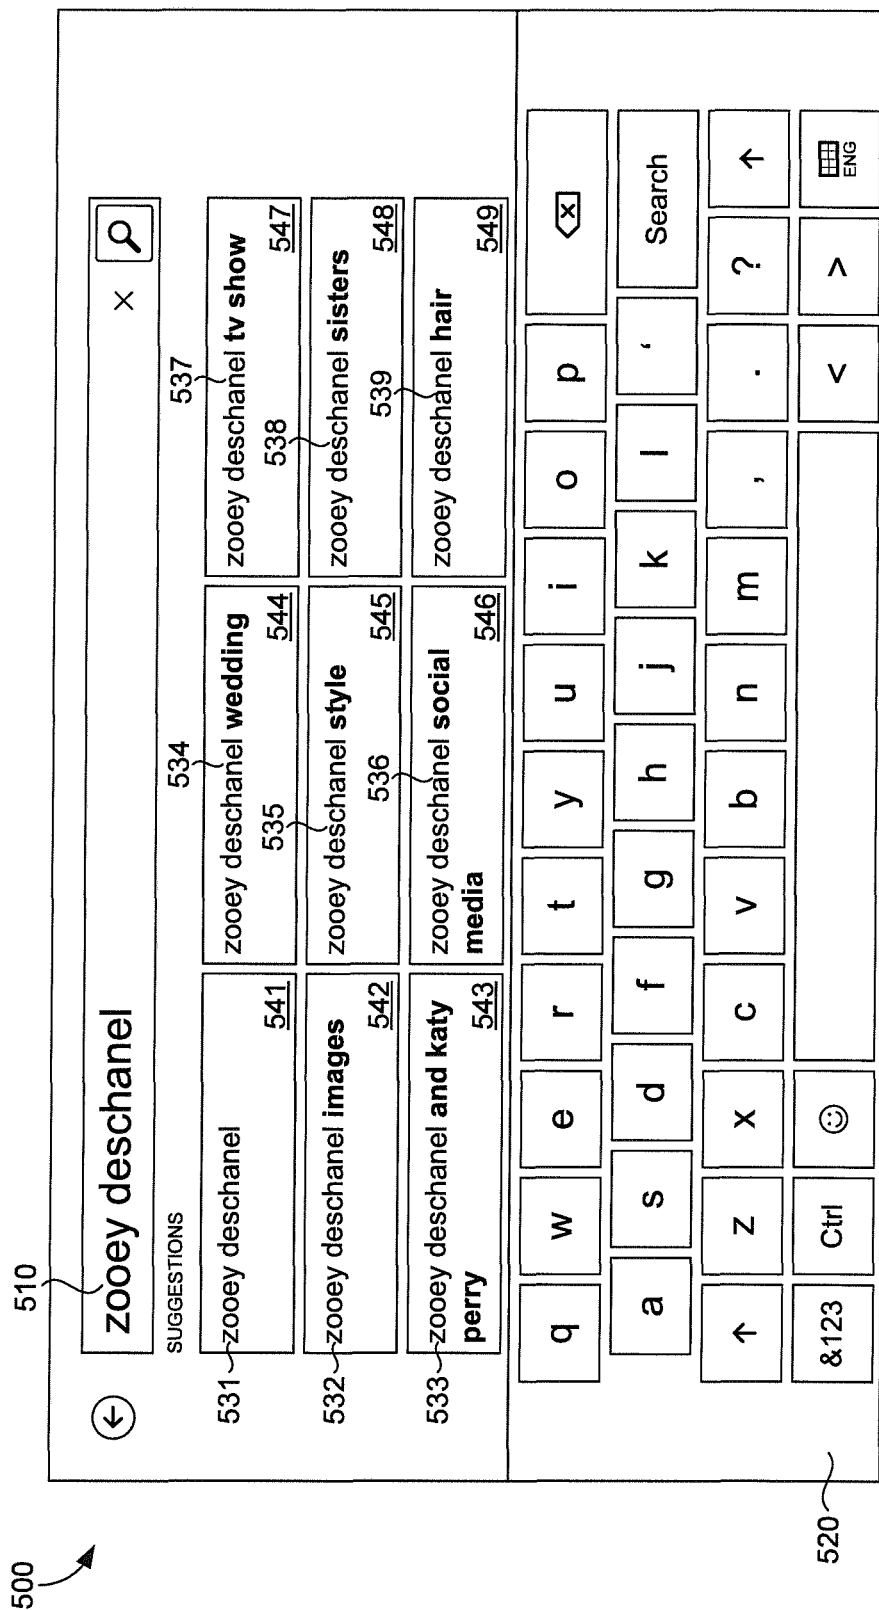 500
510
zooey deschanel
×
SUGGESTIONS
531
zooey deschanel
541
534
zooey deschanel wedding
544
537
zooey deschanel tv show
547
532
zooey deschanel images
542
535
zooey deschanel style
545
538
zooey deschanel sisters
548
533
zooey deschanel and katy
perry
543
536
zooey deschanel social
media
546
539
zooey deschanel hair
549
q w e r t y u i o p
a s d f g h j k l ‘ Search
↑ z x c v b n m , . ? ↑
&123 Ctrl < > ENG
520